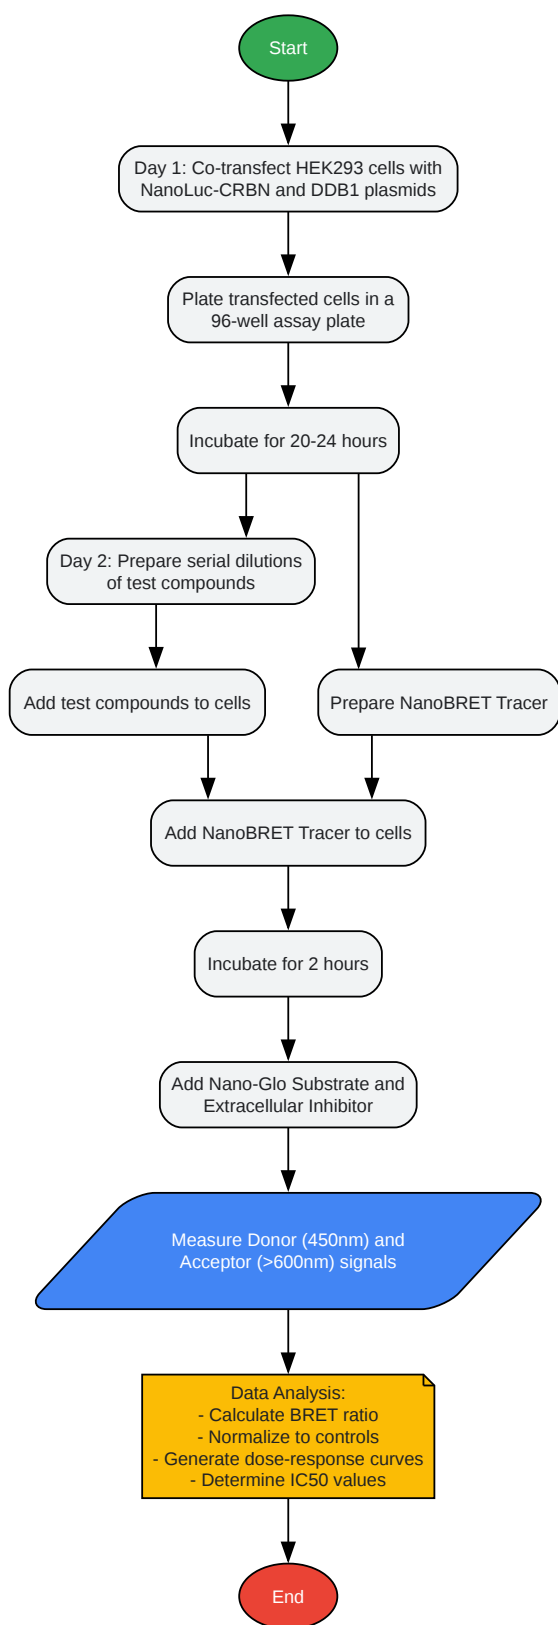 Start
Day 1: Co-transfect HEK293 cells with
NanoLuc-CRBN and DDB1 plasmids
Plate transfected cells in a
96-well assay plate
Incubate for 20-24 hours
Day 2: Prepare serial dilutions
of test compounds
Add test compounds to cells
Prepare NanoBRET Tracer
Add NanoBRET Tracer to cells
Incubate for 2 hours
Add Nano-Glo Substrate and
Extracellular Inhibitor
Measure Donor (450nm) and
Acceptor (>600nm) signals
Data Analysis:
- Calculate BRET ratio
- Normalize to controls
- Generate dose-response curves
- Determine IC50 values
End